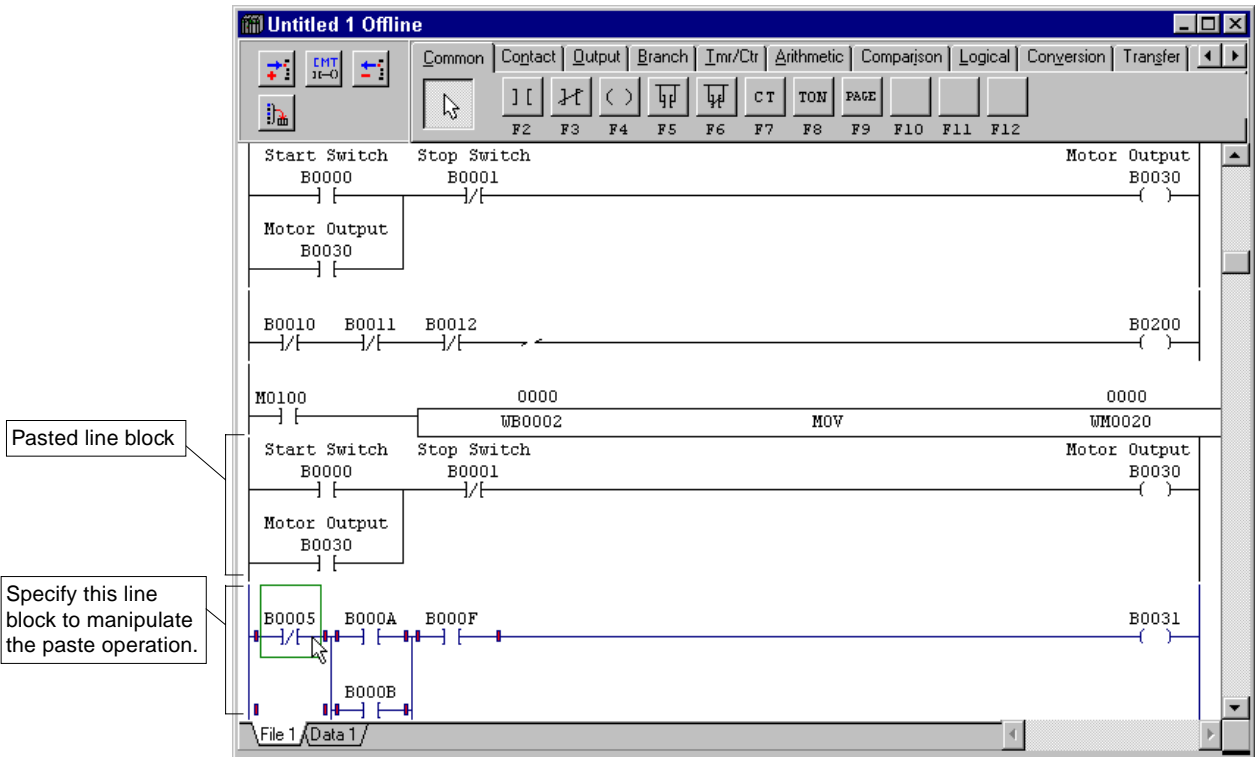 Untitled 1 Offline
CMT
Common Contact Output Branch Tmr/Ctr Arithmetic Comparison Logical Conversion Transfer
CT TON PAGE
F2 F3 F4 F5 F6 F7 F8 F9 F10 F11 F12
Start Switch Stop Switch Motor Output
B0000 B0001 B0030
Motor Output
B0030
B0010 B0011 B0012 B0200
M0100 0000 0000
WB0002 MOV WM0020
Pasted line block
Start Switch Stop Switch Motor Output
B0000 B0001 B0030
Motor Output
B0030
Specify this line
block to manipulate
the paste operation.
B0005 B000A B000F B0031
B000B
File 1 Data 1